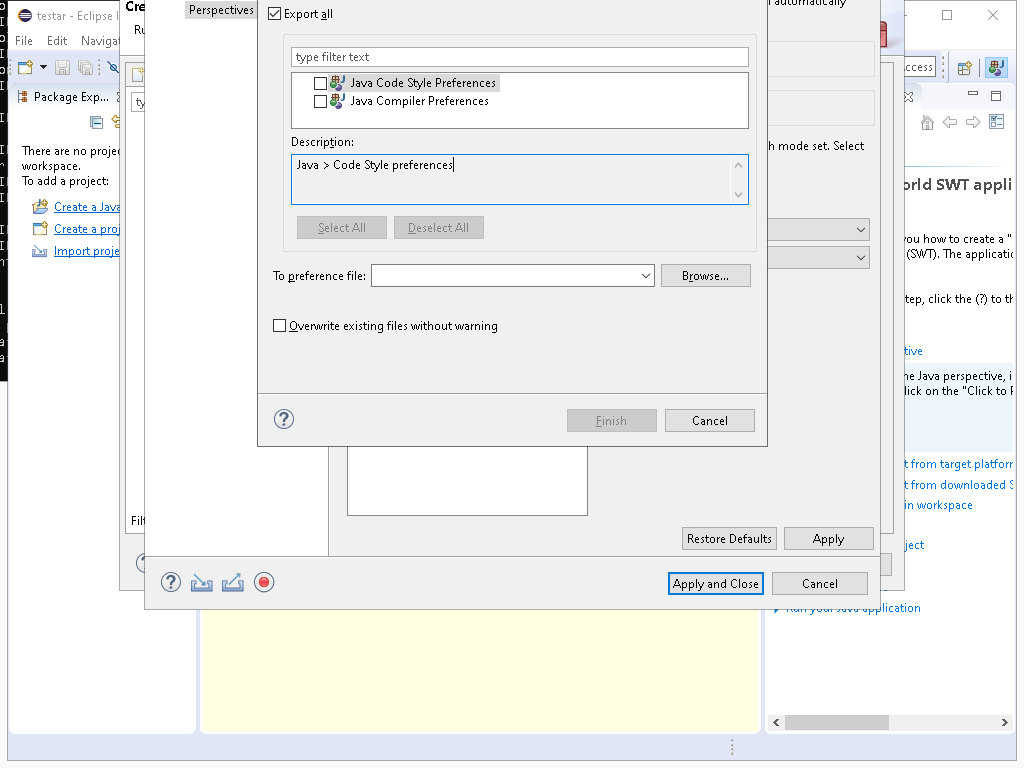 testar - Eclipse I
File Edit Navigat
Package Exp...
There are no proje
workspace.
To add a project:
Create a Java
Create a proj
Import proje
Cre
Ru
ty
Filt
Perspectives
Export all
type filter text
Java Code Style Preferences
Java Compiler Preferences
Description:
Java > Code Style preferences
Select All
Deselect All
To preference file:
Browse...
Overwrite existing files without warning
Finish
Cancel
automatically
h mode set. Select
Restore Defaults
Apply
Apply and Close
Cancel
ccess
orld SWT appli
you how to create a "
(SWT). The applicatio
tep, click the (?) to th
tive
he Java perspective, i
lick on the "Click to P
t from target platform
t from downloaded S
in workspace
ject
Run your Java application